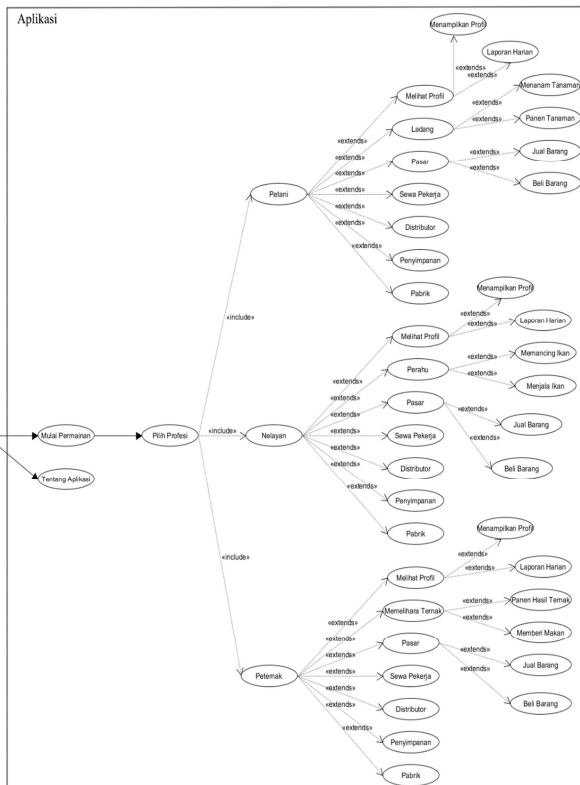 Aplikasi
Menampilkan Profil
Laporan Harian
«extends»
«extends»
Melihat Profil
Menanam Tanaman
«extends»
«extends»
Ladang
«extends»
Panen Tanaman
«extends»
«extends»
Pasar
«extends»
Jual Barang
«extends»
«extends»
Beli Barang
Petani
«extends»
Sewa Pekerja
«extends»
Distributor
«extends»
Penyimpanan
«extends»
Pabrik
«include»
Menampilkan Profil
«extends»
«extends»
Laporan Harian
Melihat Profil
«extends»
«extends»
Memancing Ikan
Perahu
«extends»
«extends»
Menjala Ikan
«extends»
Pasar
«extends»
Jual Barang
«extends»
Mulai Permainan
Pilih Profesi
«include»
Nelayan
«extends»
Sewa Pekerja
«extends»
Beli Barang
«extends»
Distributor
Tentang Aplikasi
«extends»
Penyimpanan
«extends»
Pabrik
«include»
Menampilkan Profil
«extends»
«extends»
Laporan Harian
Melihat Profil
«extends»
«extends»
Panen Hasil Ternak
Memelihara Ternak
«extends»
«extends»
Memberi Makan
«extends»
Pasar
«extends»
Jual Barang
«extends»
«extends»
Peternak
Sewa Pekerja
«extends»
Beli Barang
«extends»
Distributor
«extends»
Penyimpanan
«extends»
Pabrik